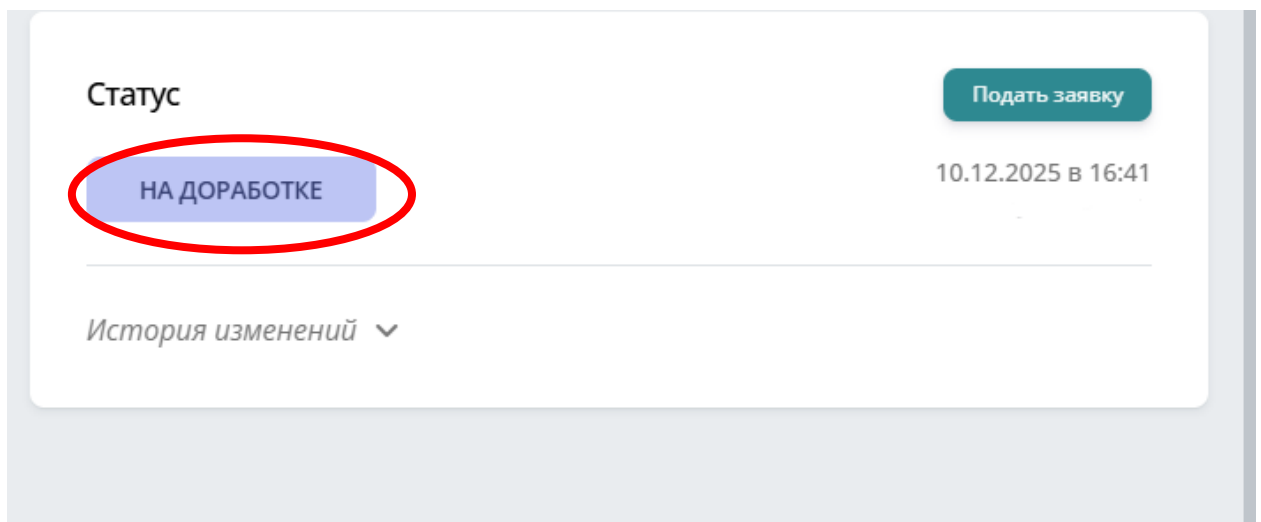 Статус
Подать заявку
НА ДОРАБОТКЕ
10.12.2025 в 16:41
История изменений